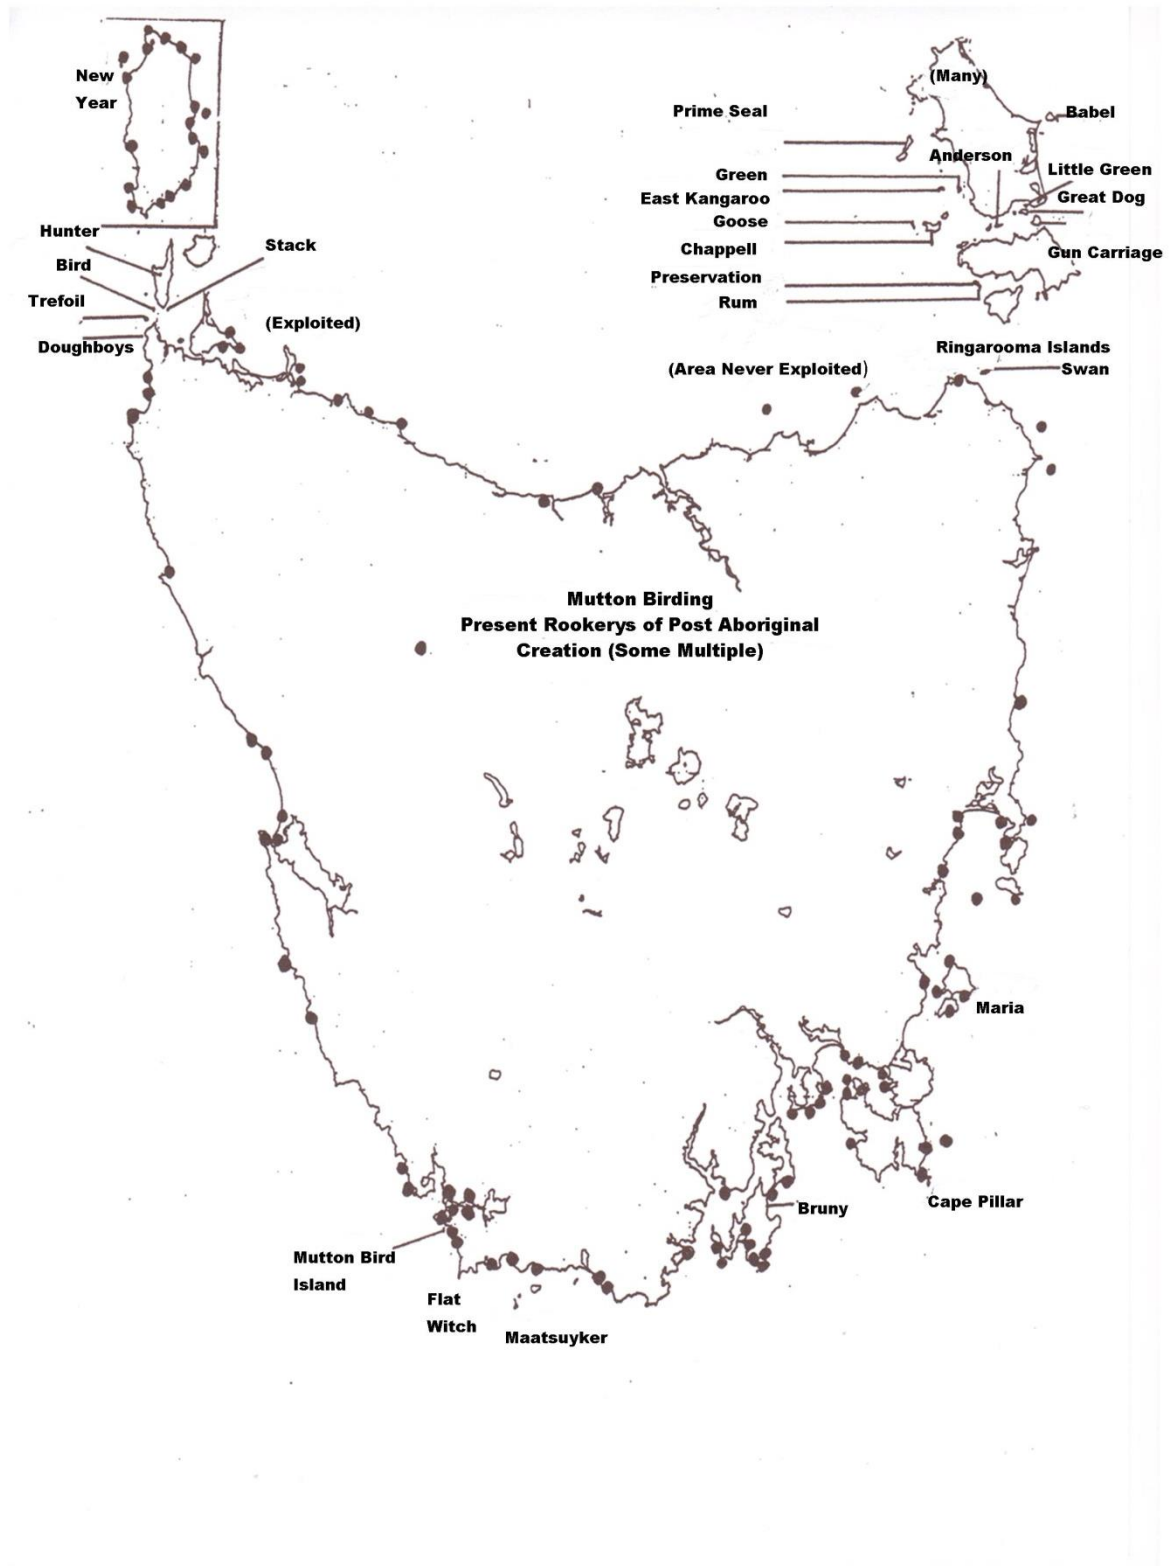 New
Year
Hunter
Bird
Trefoil
Doughboys
Stack
(Exploited)
(Many)
Prime Seal
Babel
Anderson
Green
Little Green
East Kangaroo
Great Dog
Goose
Chappell
Gun Carriage
Preservation
Rum
Ringarooma Islands
(Area Never Exploited)
Swan
Mutton Birding
Present Rookerys of Post Aboriginal
Creation (Some Multiple)
Maria
Cape Pillar
Bruny
Mutton Bird
Island
Flat
Witch
Maatsuyker